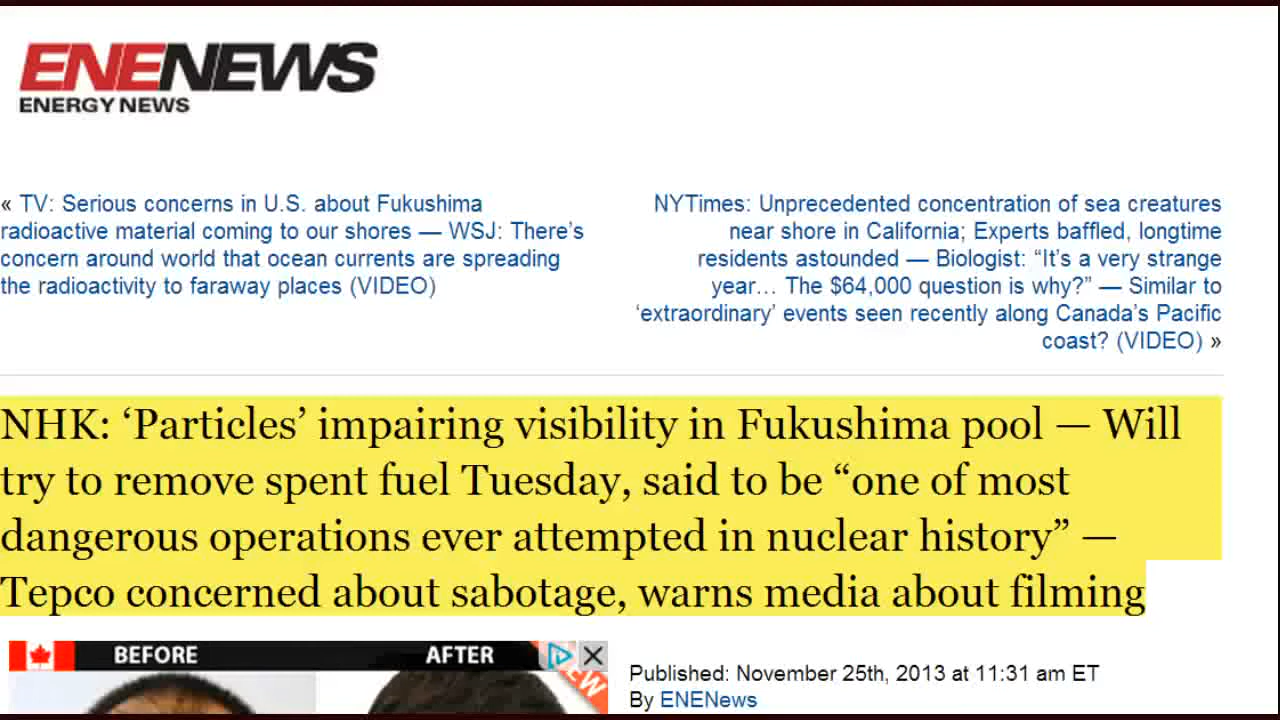 ENENEWS
ENERGY NEWS
« TV: Serious concerns in U.S. about Fukushima
radioactive material coming to our shores — WSJ: There’s
concern around world that ocean currents are spreading
the radioactivity to faraway places (VIDEO)
NYTimes: Unprecedented concentration of sea creatures
near shore in California; Experts baffled, longtime
residents astounded — Biologist: “It’s a very strange
year… The $64,000 question is why?” — Similar to
‘extraordinary’ events seen recently along Canada’s Pacific
coast? (VIDEO) »
NHK: ‘Particles’ impairing visibility in Fukushima pool — Will
try to remove spent fuel Tuesday, said to be “one of most
dangerous operations ever attempted in nuclear history” —
Tepco concerned about sabotage, warns media about filming
BEFORE
AFTER
Published: November 25th, 2013 at 11:31 am ET
By ENENews